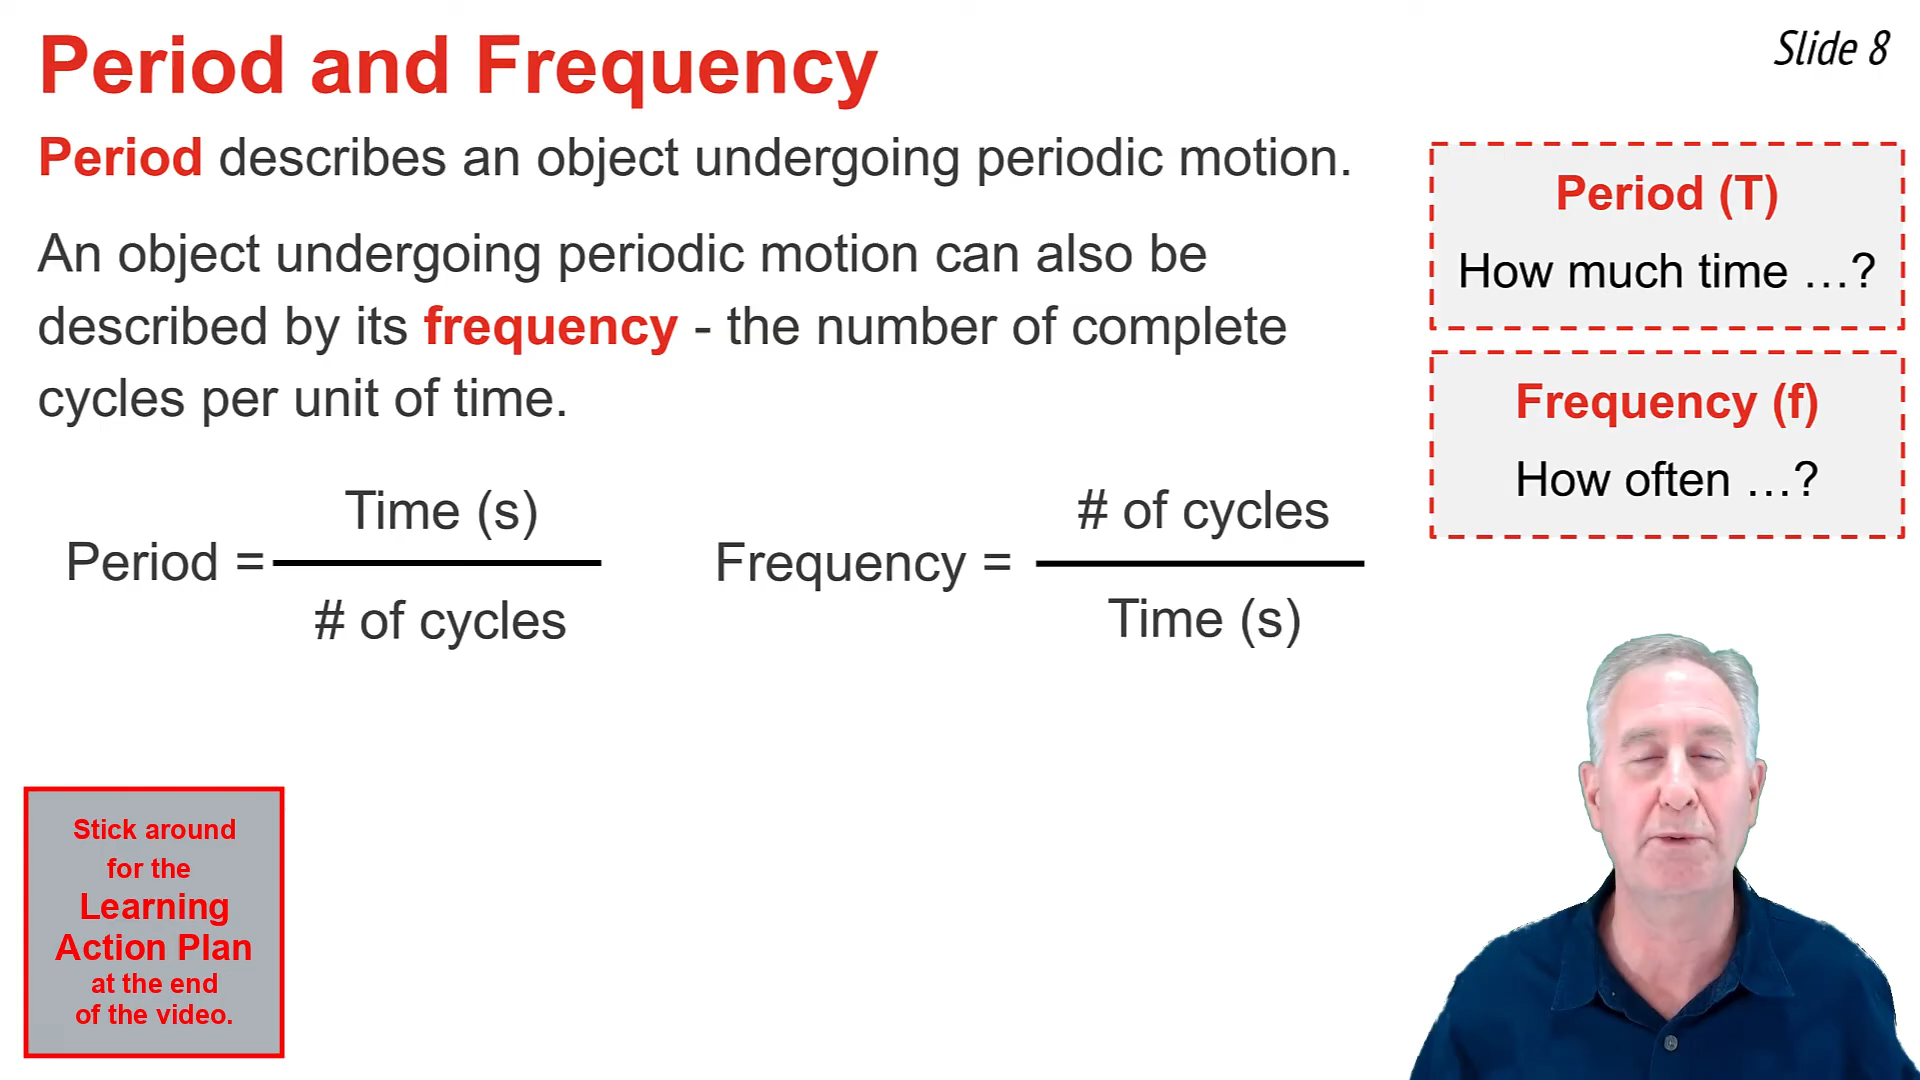 Period and Frequency
Slide 8
Period describes an object undergoing periodic motion.
An object undergoing periodic motion can also be
described by its frequency - the number of complete
cycles per unit of time.
Period (T)
How much time …?
Frequency (f)
How often …?
Time (s)
Period =
# of cycles
# of cycles
Frequency =
Time (s)
Stick around
for the
Learning
Action Plan
at the end
of the video.